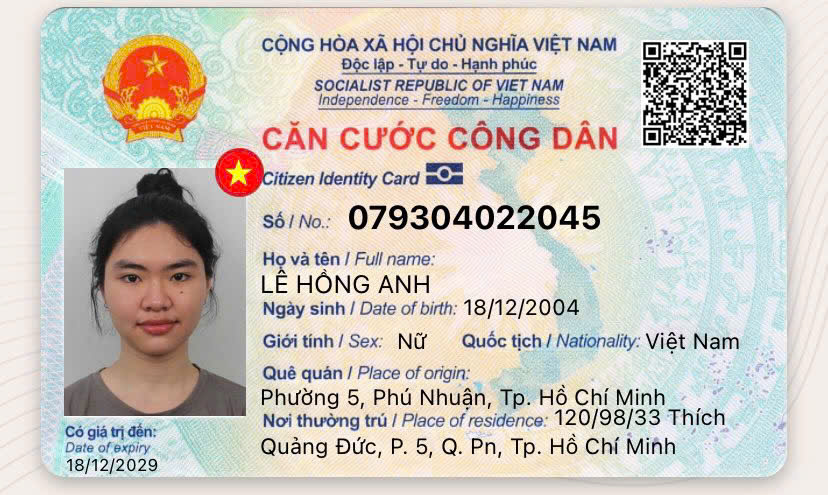 CỘNG HÒA XÃ HỘI CHỦ NGHĨA VIỆT NAM
Độc lập - Tự do - Hạnh phúc
SOCIALIST REPUBLIC OF VIET NAM
Independence - Freedom - Happiness
CĂN CƯỚC CÔNG DÂN
Citizen Identity Card
Số / No.: 079304022045
Họ và tên / Full name:
LÊ HỒNG ANH
Ngày sinh / Date of birth: 18/12/2004
Giới tính / Sex: Nữ Quốc tịch / Nationality: Việt Nam
Quê quán / Place of origin:
Phường 5, Phú Nhuận, Tp. Hồ Chí Minh
Nơi thường trú / Place of residence: 120/98/33 Thích
Quảng Đức, P. 5, Q. Pn, Tp. Hồ Chí Minh
Có giá trị đến:
Date of expiry
18/12/2029
VIỆT NAM